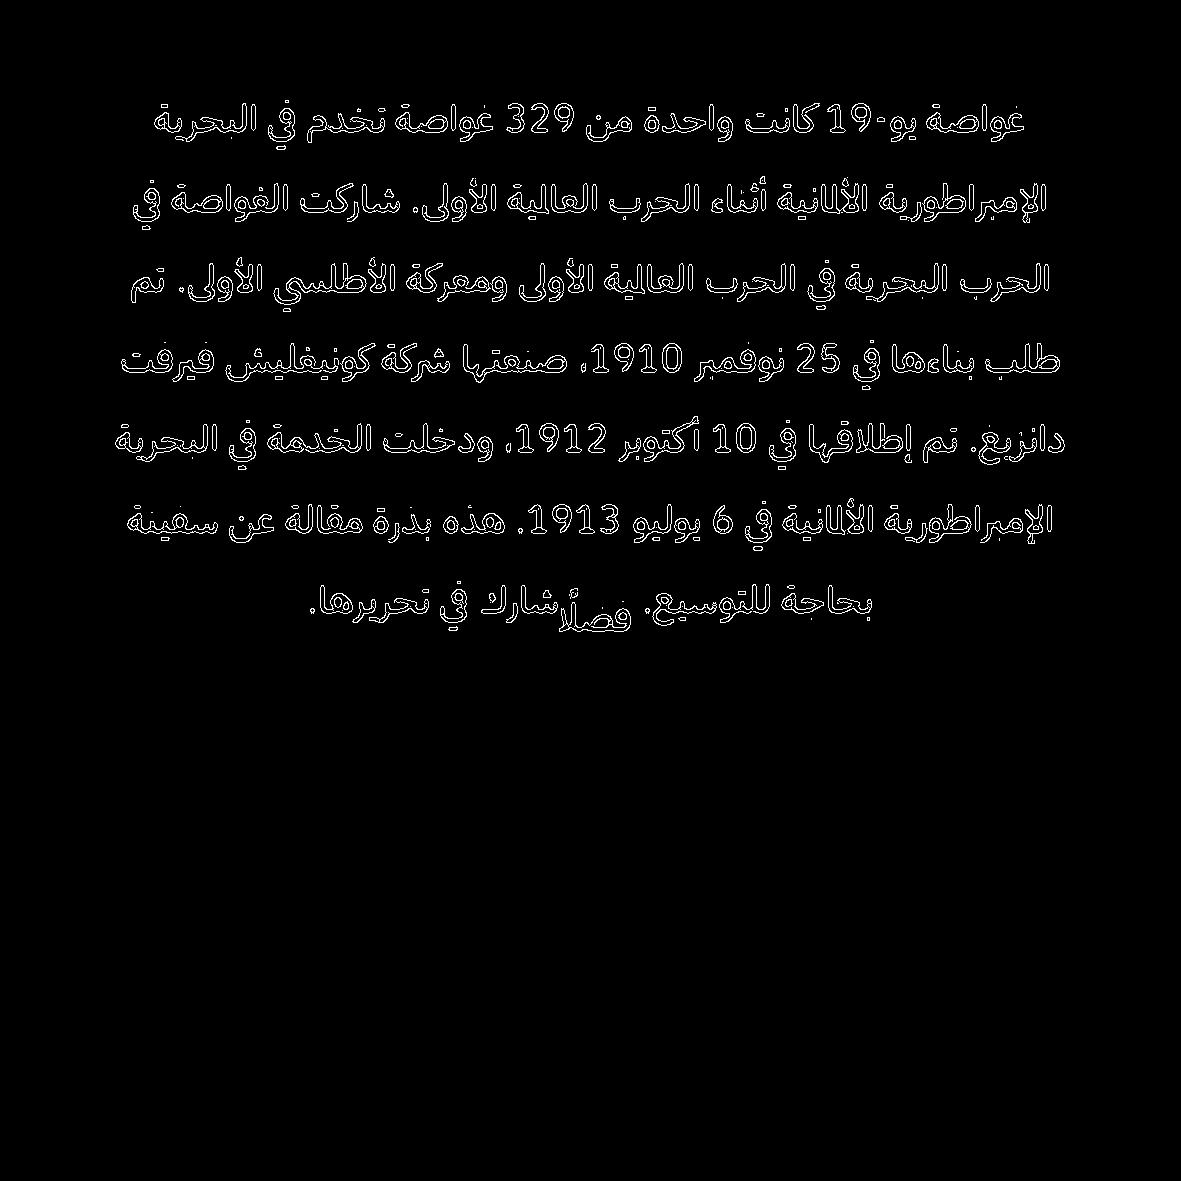 غواصة يو-19 كانت واحدة من 329 غواصة تخدم في البحرية
الإمبراطورية الألمانية أثناء الحرب العالمية الأولى. شاركت الغواصة في
الحرب البحرية في الحرب العالمية الأولى ومعركة الأطلسي الأولى. تم
طلب بناءها في 25 نوفمبر 1910، صنعتها شركة كونيغليش فيرفت
دانزيغ. تم إطلاقها في 10 أكتوبر 1912، ودخلت الخدمة في البحرية
الإمبراطورية الألمانية في 6 يوليو 1913. هذه بذرة مقالة عن سفينة
بحاجة للتوسيع. فضلًا شارك في تحريرها.